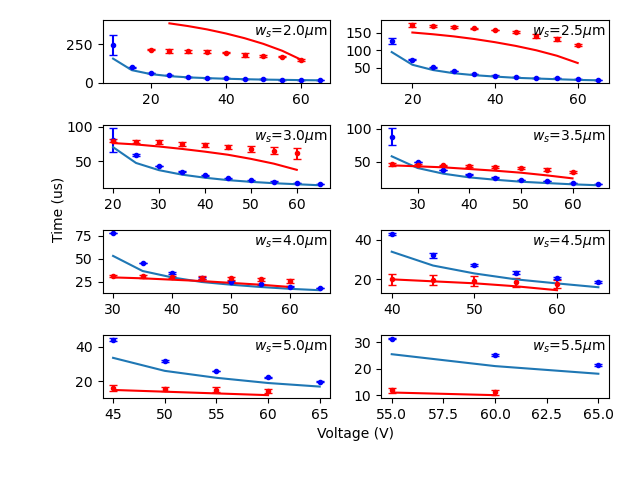 w_s=2.0μm
250
0
20 40 60
w_s=2.5μm
150
100
50
20 40 60
w_s=3.0μm
100
50
20 30 40 50 60
w_s=3.5μm
100
50
30 40 50 60
w_s=4.0μm
75
50
25
30 40 50 60
w_s=4.5μm
40
20
40 50 60
w_s=5.0μm
40
20
45 50 55 60 65
w_s=5.5μm
30
20
10
55.0 57.5 60.0 62.5 65.0
Time (us)
Voltage (V)